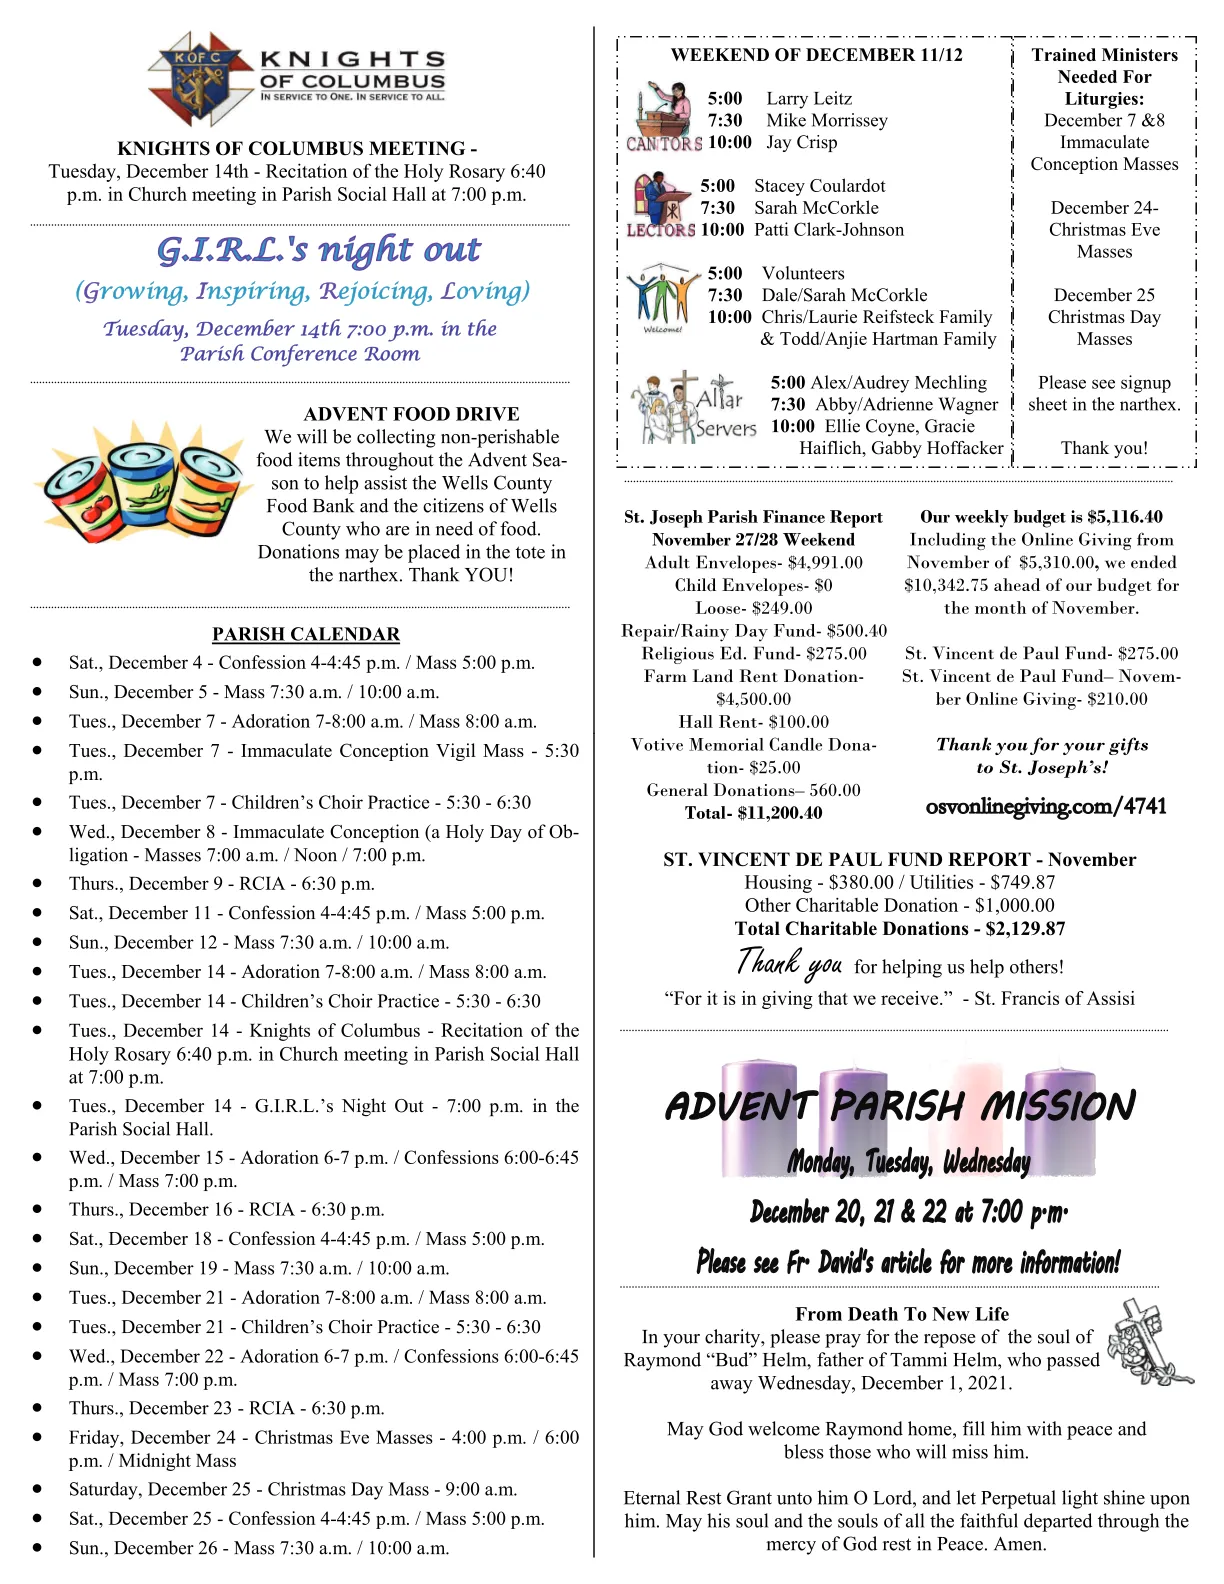 K OF C
KNIGHTS
OF COLUMBUS
IN SERVICE TO ONE. IN SERVICE TO ALL.
KNIGHTS OF COLUMBUS MEETING -
Tuesday, December 14th - Recitation of the Holy Rosary 6:40
p.m. in Church meeting in Parish Social Hall at 7:00 p.m.
G.I.R.L.'s night out
(Growing, Inspiring, Rejoicing, Loving)
Tuesday, December 14th 7:00 p.m. in the
Parish Conference Room
ADVENT FOOD DRIVE
We will be collecting non-perishable
food items throughout the Advent Sea-
son to help assist the Wells County
Food Bank and the citizens of Wells
County who are in need of food.
Donations may be placed in the tote in
the narthex. Thank YOU!
PARISH CALENDAR
● Sat., December 4 - Confession 4-4:45 p.m. / Mass 5:00 p.m.
● Sun., December 5 - Mass 7:30 a.m. / 10:00 a.m.
● Tues., December 7 - Adoration 7-8:00 a.m. / Mass 8:00 a.m.
● Tues., December 7 - Immaculate Conception Vigil Mass - 5:30
p.m.
● Tues., December 7 - Children’s Choir Practice - 5:30 - 6:30
● Wed., December 8 - Immaculate Conception (a Holy Day of Ob-
ligation - Masses 7:00 a.m. / Noon / 7:00 p.m.
● Thurs., December 9 - RCIA - 6:30 p.m.
● Sat., December 11 - Confession 4-4:45 p.m. / Mass 5:00 p.m.
● Sun., December 12 - Mass 7:30 a.m. / 10:00 a.m.
● Tues., December 14 - Adoration 7-8:00 a.m. / Mass 8:00 a.m.
● Tues., December 14 - Children’s Choir Practice - 5:30 - 6:30
● Tues., December 14 - Knights of Columbus - Recitation of the
Holy Rosary 6:40 p.m. in Church meeting in Parish Social Hall
at 7:00 p.m.
● Tues., December 14 - G.I.R.L.’s Night Out - 7:00 p.m. in the
Parish Social Hall.
● Wed., December 15 - Adoration 6-7 p.m. / Confessions 6:00-6:45
p.m. / Mass 7:00 p.m.
● Thurs., December 16 - RCIA - 6:30 p.m.
● Sat., December 18 - Confession 4-4:45 p.m. / Mass 5:00 p.m.
● Sun., December 19 - Mass 7:30 a.m. / 10:00 a.m.
● Tues., December 21 - Adoration 7-8:00 a.m. / Mass 8:00 a.m.
● Tues., December 21 - Children’s Choir Practice - 5:30 - 6:30
● Wed., December 22 - Adoration 6-7 p.m. / Confessions 6:00-6:45
p.m. / Mass 7:00 p.m.
● Thurs., December 23 - RCIA - 6:30 p.m.
● Friday, December 24 - Christmas Eve Masses - 4:00 p.m. / 6:00
p.m. / Midnight Mass
● Saturday, December 25 - Christmas Day Mass - 9:00 a.m.
● Sat., December 25 - Confession 4-4:45 p.m. / Mass 5:00 p.m.
● Sun., December 26 - Mass 7:30 a.m. / 10:00 a.m.
WEEKEND OF DECEMBER 11/12
CANTORS
5:00 Larry Leitz
7:30 Mike Morrissey
10:00 Jay Crisp
LECTORS
5:00 Stacey Coulardot
7:30 Sarah McCorkle
10:00 Patti Clark-Johnson
Welcome!
5:00 Volunteers
7:30 Dale/Sarah McCorkle
10:00 Chris/Laurie Reifsteck Family
& Todd/Anjie Hartman Family
Altar
Servers
5:00 Alex/Audrey Mechling
7:30 Abby/Adrienne Wagner
10:00 Ellie Coyne, Gracie
Haiflich, Gabby Hoffacker
Trained Ministers
Needed For
Liturgies:
December 7 &8
Immaculate
Conception Masses
December 24-
Christmas Eve
Masses
December 25
Christmas Day
Masses
Please see signup
sheet in the narthex.
Thank you!
St. Joseph Parish Finance Report
November 27/28 Weekend
Adult Envelopes- $4,991.00
Child Envelopes- $0
Loose- $249.00
Repair/Rainy Day Fund- $500.40
Religious Ed. Fund- $275.00
Farm Land Rent Donation-
$4,500.00
Hall Rent- $100.00
Votive Memorial Candle Dona-
tion- $25.00
General Donations– 560.00
Total- $11,200.40
Our weekly budget is $5,116.40
Including the Online Giving from
November of $5,310.00, we ended
$10,342.75 ahead of our budget for
the month of November.
St. Vincent de Paul Fund- $275.00
St. Vincent de Paul Fund– Novem-
ber Online Giving- $210.00
Thank you for your gifts
to St. Joseph’s!
osvonlinegiving.com/4741
ST. VINCENT DE PAUL FUND REPORT - November
Housing - $380.00 / Utilities - $749.87
Other Charitable Donation - $1,000.00
Total Charitable Donations - $2,129.87
Thank you for helping us help others!
“For it is in giving that we receive.” - St. Francis of Assisi
ADVENT PARISH MISSION
Monday, Tuesday, Wednesday
December 20, 21 & 22 at 7:00 p.m.
Please see Fr. David's article for more information!
From Death To New Life
In your charity, please pray for the repose of the soul of
Raymond “Bud” Helm, father of Tammi Helm, who passed
away Wednesday, December 1, 2021.
May God welcome Raymond home, fill him with peace and
bless those who will miss him.
Eternal Rest Grant unto him O Lord, and let Perpetual light shine upon
him. May his soul and the souls of all the faithful departed through the
mercy of God rest in Peace. Amen.